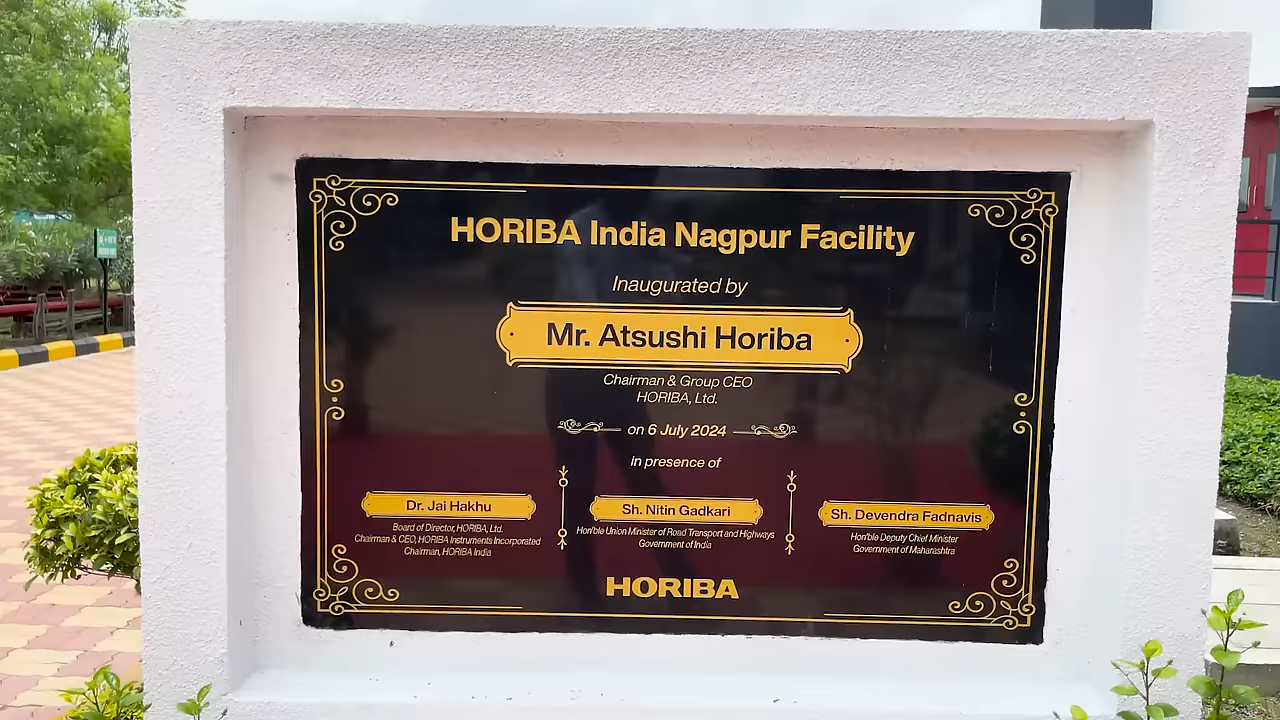 HORIBA India Nagpur Facility
Inaugurated by
Mr. Atsushi Horiba
Chairman & Group CEO
HORIBA, Ltd.
on 6 July 2024
in presence of
Dr. Jai Hakhu
Board of Director, HORIBA, Ltd.
Chairman & CEO, HORIBA Instruments Incorporated
Chairman, HORIBA India
Sh. Nitin Gadkari
Hon'ble Union Minister of Road Transport and Highways
Government of India
Sh. Devendra Fadnavis
Hon'ble Deputy Chief Minister
Government of Maharashtra
HORIBA